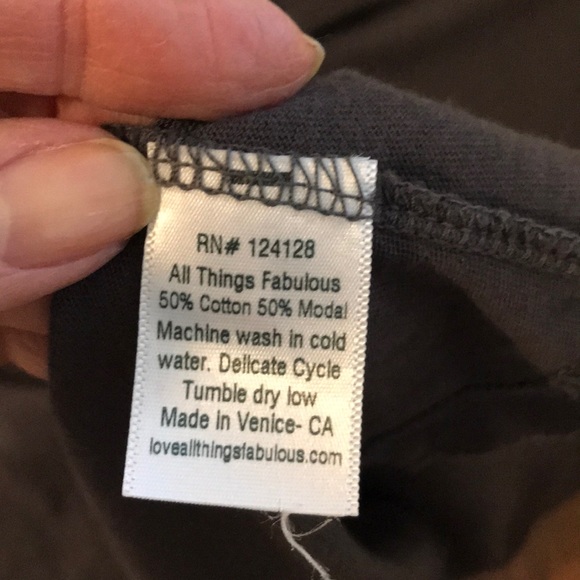 RN# 124128
All Things Fabulous
50% Cotton 50% Modal
Machine wash in cold
water. Delicate Cycle
Tumble dry low
Made in Venice- CA
loveallthingsfabulous.com